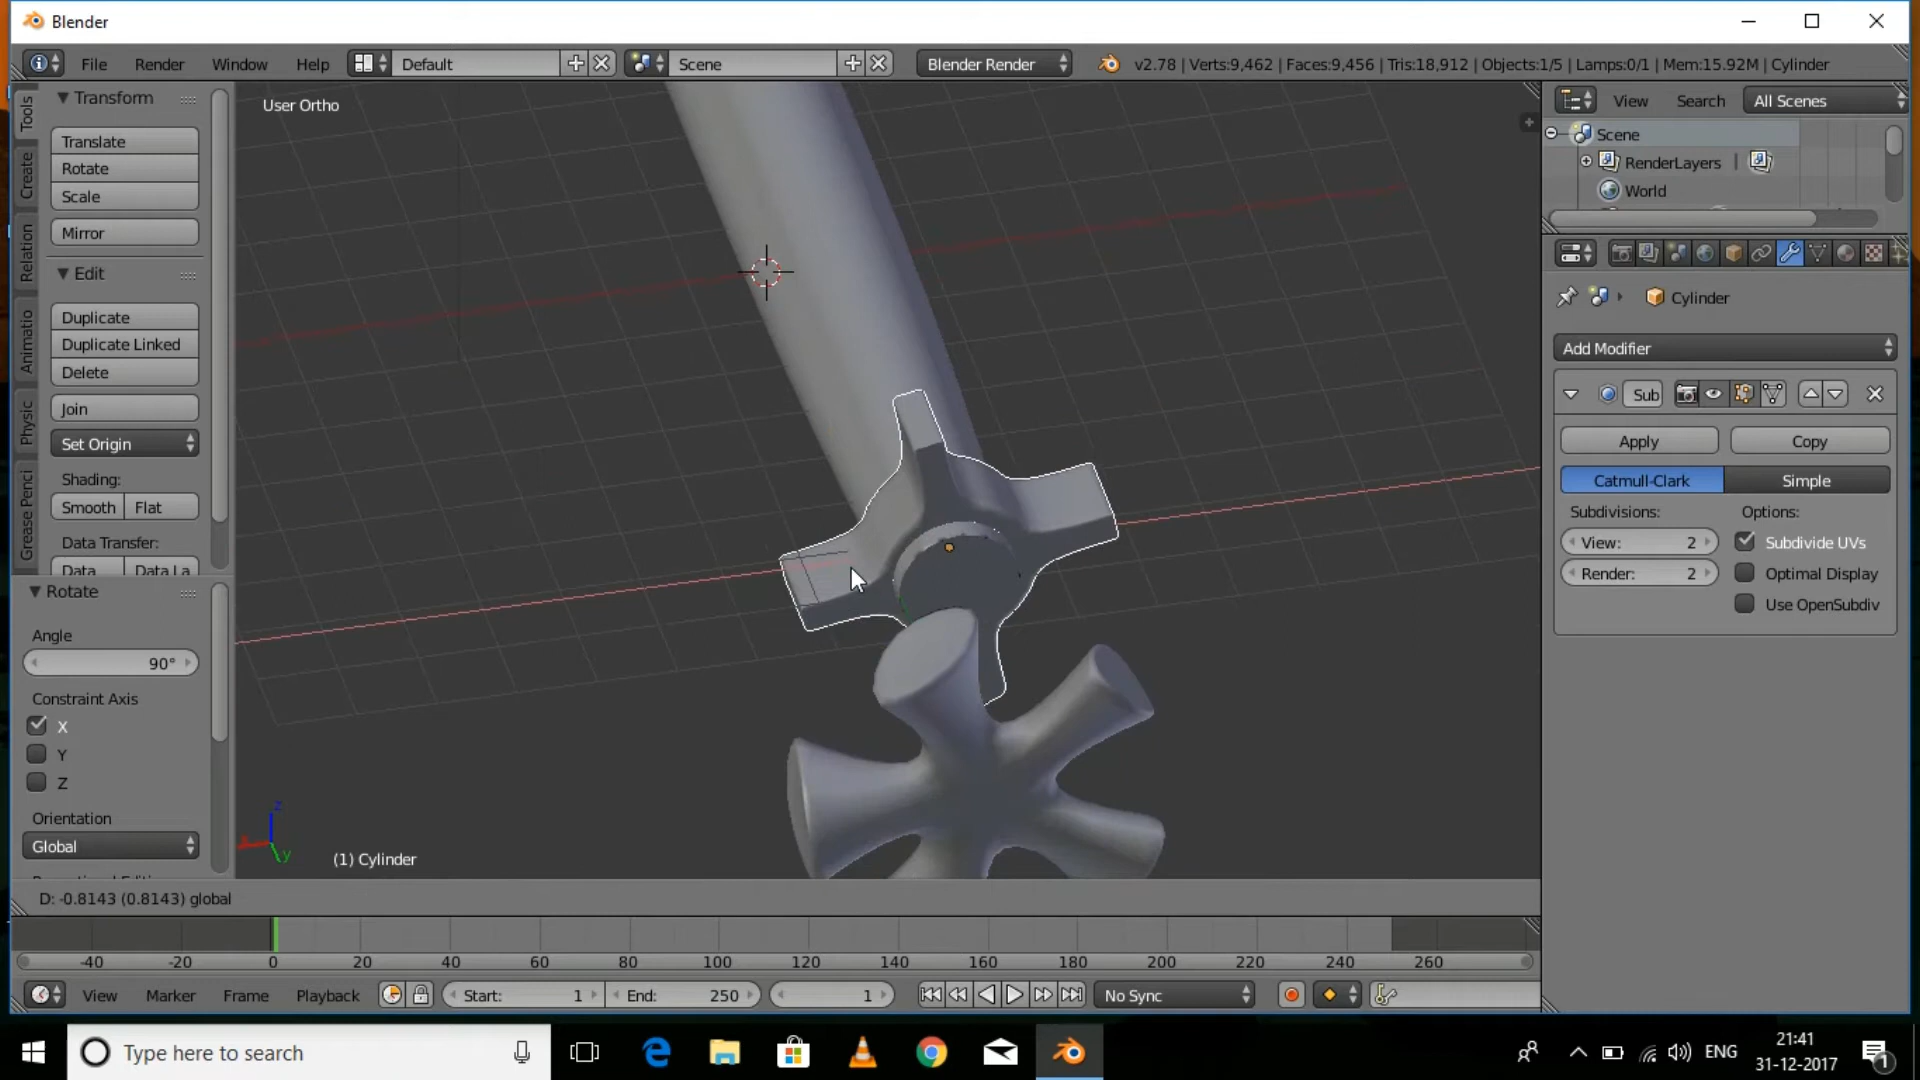 Blender
File Render Window Help Default Scene Blender Render v2.78 | Verts:9,462 | Faces:9,456 | Tris:18,912 | Objects:1/5 | Lamps:0/1 | Mem:15.92M | Cylinder
Tools
Create
Relation
Animatio
Physic
Grease Penci
Transform
Translate
Rotate
Scale
Mirror
Edit
Duplicate
Duplicate Linked
Delete
Join
Set Origin
Shading:
Smooth Flat
Data Transfer:
Data Data La
Rotate
Angle
90°
Constraint Axis
X
Y
Z
Orientation
Global
User Ortho
z
y
(1) Cylinder
D: -0.8143 (0.8143) global
View Search All Scenes
Scene
RenderLayers
World
Cylinder
Add Modifier
Sub
Apply Copy
Catmull-Clark Simple
Subdivisions: Options:
View: 2 Subdivide UVs
Render: 2 Optimal Display
Use OpenSubdiv
-40 -20 0 20 40 60 80 100 120 140 160 180 200 220 240 260
View Marker Frame Playback Start: 1 End: 250 1 No Sync
Type here to search
ENG
21:41
31-12-2017
1